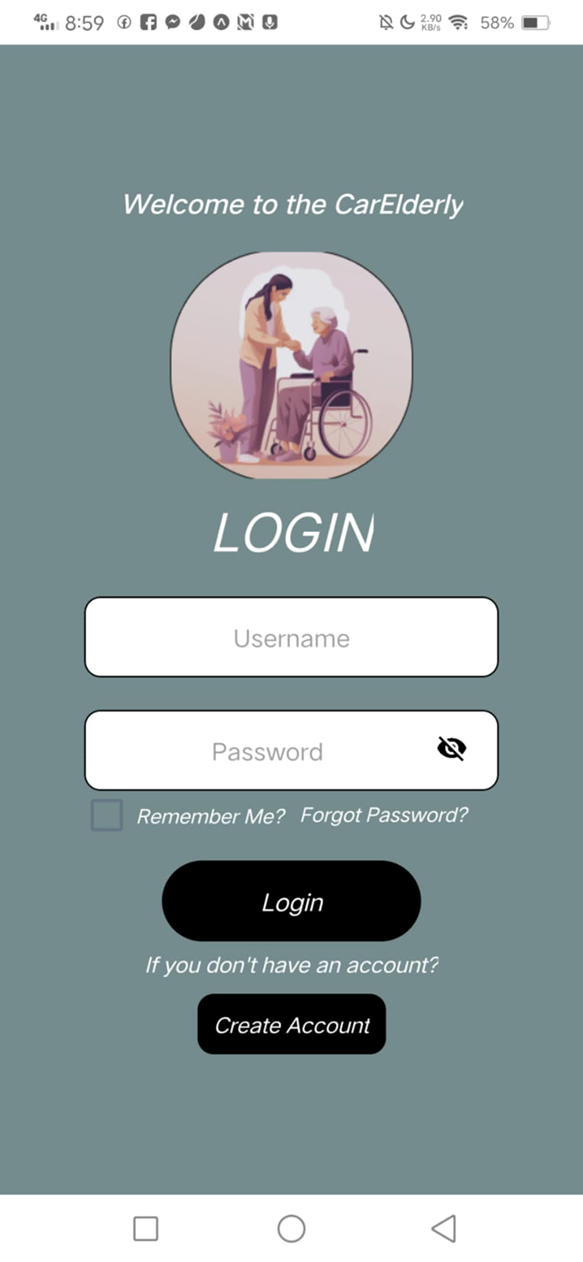 4G 8:59 2.90 KB/s 58%
Welcome to the CarElderly
LOGIN
Username
Password
Remember Me? Forgot Password?
Login
If you don't have an account?
Create Account